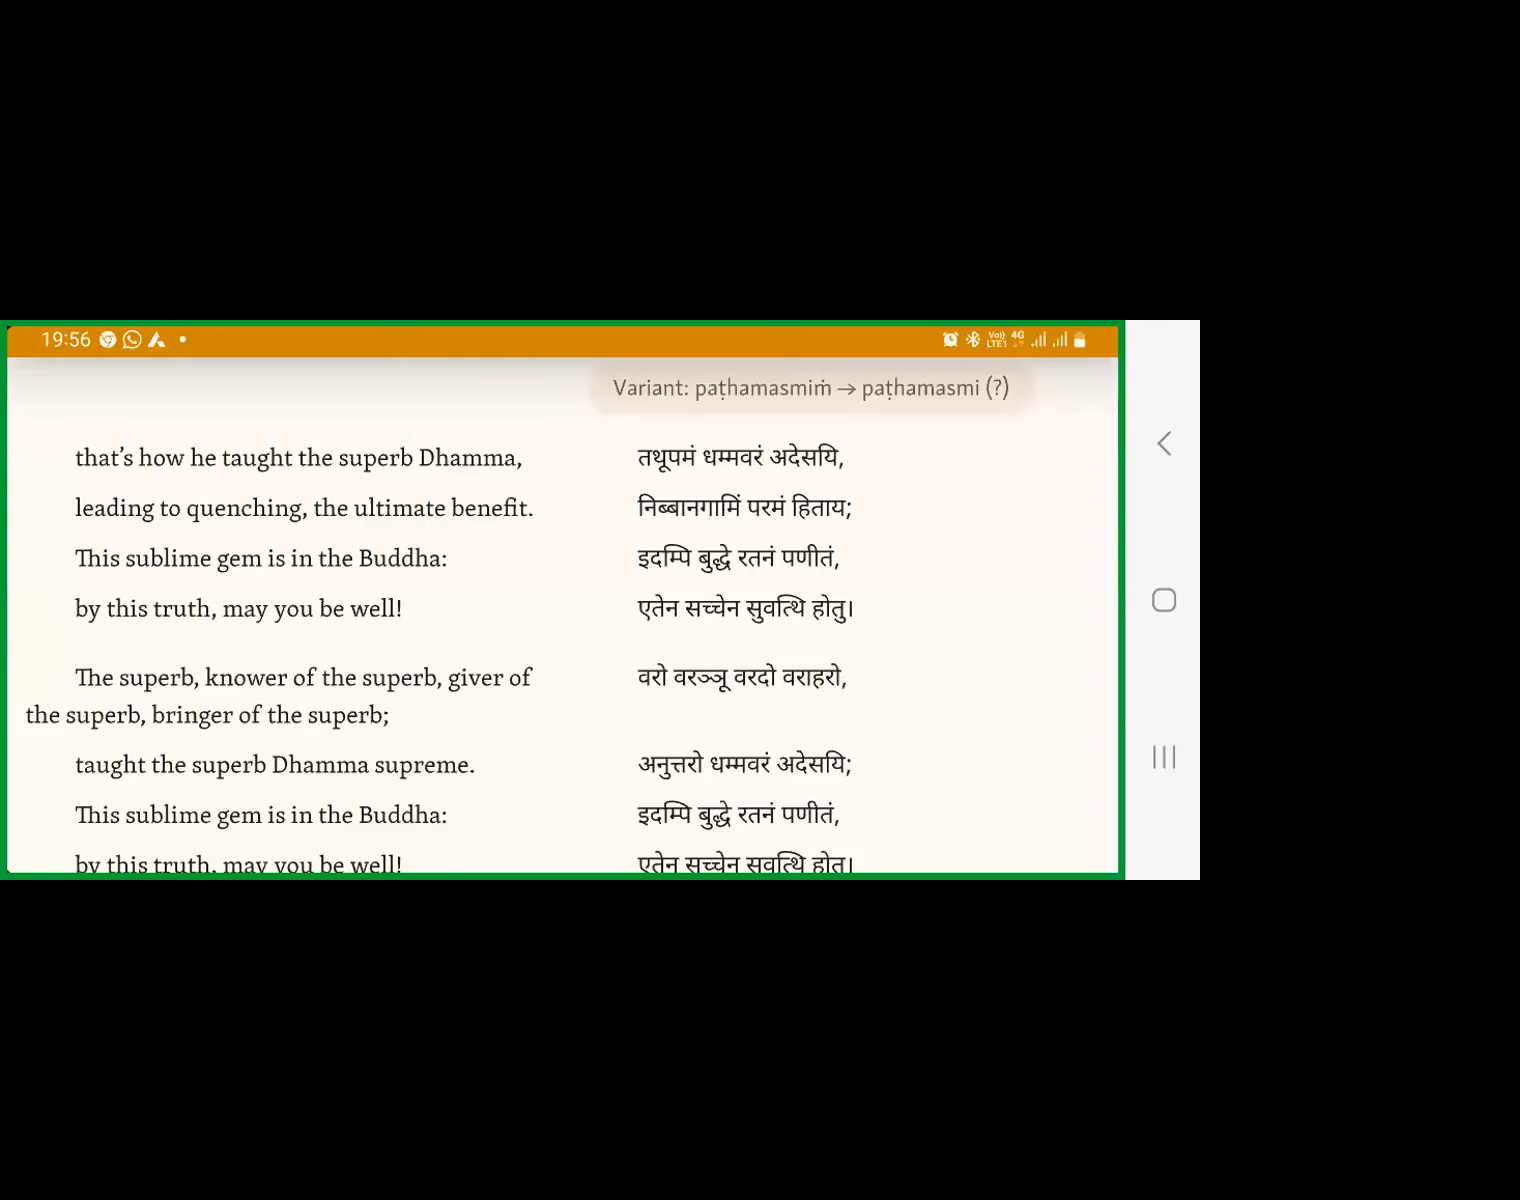 19:56
Vo)) LTE1 4G
Variant: paṭhamasmiṁ → paṭhamasmi (?)
that’s how he taught the superb Dhamma,
तथूपमं धम्मवरं अदेसयि,
leading to quenching, the ultimate benefit.
निब्बानगामिं परमं हिताय;
This sublime gem is in the Buddha:
इदम्पि बुद्धे रतनं पणीतं,
by this truth, may you be well!
एतेन सच्चेन सुवत्थि होतु।
The superb, knower of the superb, giver of
वरो वरञ्ञू वरदो वराहरो,
the superb, bringer of the superb;
taught the superb Dhamma supreme.
अनुत्तरो धम्मवरं अदेसयि;
This sublime gem is in the Buddha:
इदम्पि बुद्धे रतनं पणीतं,
by this truth, may you be well!
एतेन सच्चेन सुवत्थि होतु।